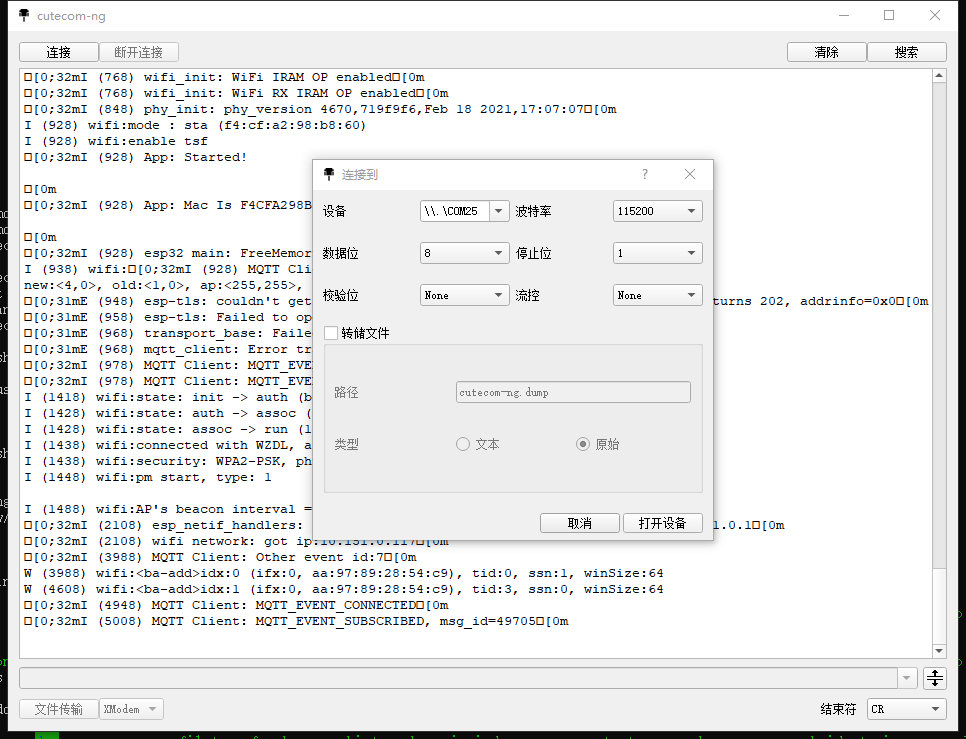 cutecom-ng
连接 断开连接 清除 搜索
□[0;32mI (768) wifi_init: WiFi IRAM OP enabled□[0m
□[0;32mI (768) wifi_init: WiFi RX IRAM OP enabled□[0m
□[0;32mI (848) phy_init: phy_version 4670,719f9f6,Feb 18 2021,17:07:07□[0m
I (928) wifi:mode : sta (f4:cf:a2:98:b8:60)
I (928) wifi:enable tsf
□[0;32mI (928) App: Started!
□[0m
□[0;32mI (928) App: Mac Is F4CFA298B
□[0m
□[0;32mI (928) esp32 main: FreeMemor
I (938) wifi:□[0;32mI (928) MQTT Cli
new:<4,0>, old:<1,0>, ap:<255,255>,
□[0;31mE (948) esp-tls: couldn't get turns 202, addrinfo=0x0□[0m
□[0;31mE (958) esp-tls: Failed to op
□[0;31mE (968) transport_base: Faile
□[0;31mE (968) mqtt_client: Error tr
□[0;32mI (978) MQTT Client: MQTT_EVE
□[0;32mI (978) MQTT Client: MQTT_EVE
I (1418) wifi:state: init -> auth (b
I (1428) wifi:state: auth -> assoc (
I (1428) wifi:state: assoc -> run (1
I (1438) wifi:connected with WZDL, a
I (1438) wifi:security: WPA2-PSK, ph
I (1448) wifi:pm start, type: 1
I (1488) wifi:AP's beacon interval =
□[0;32mI (2108) esp_netif_handlers: 1.0.1□[0m
□[0;32mI (2108) wifi network: got ip:10.151.0.117□[0m
□[0;32mI (3988) MQTT Client: Other event id:7□[0m
W (3988) wifi:<ba-add>idx:0 (ifx:0, aa:97:89:28:54:c9), tid:0, ssn:1, winSize:64
W (4608) wifi:<ba-add>idx:1 (ifx:0, aa:97:89:28:54:c9), tid:3, ssn:0, winSize:64
□[0;32mI (4948) MQTT Client: MQTT_EVENT_CONNECTED□[0m
□[0;32mI (5008) MQTT Client: MQTT_EVENT_SUBSCRIBED, msg_id=49705□[0m
连接到 ?
设备 \\.\COM25 波特率 115200
数据位 8 停止位 1
校验位 None 流控 None
转储文件
路径 cutecom-ng.dump
类型 文本 原始
取消 打开设备
文件传输 XModem 结束符 CR